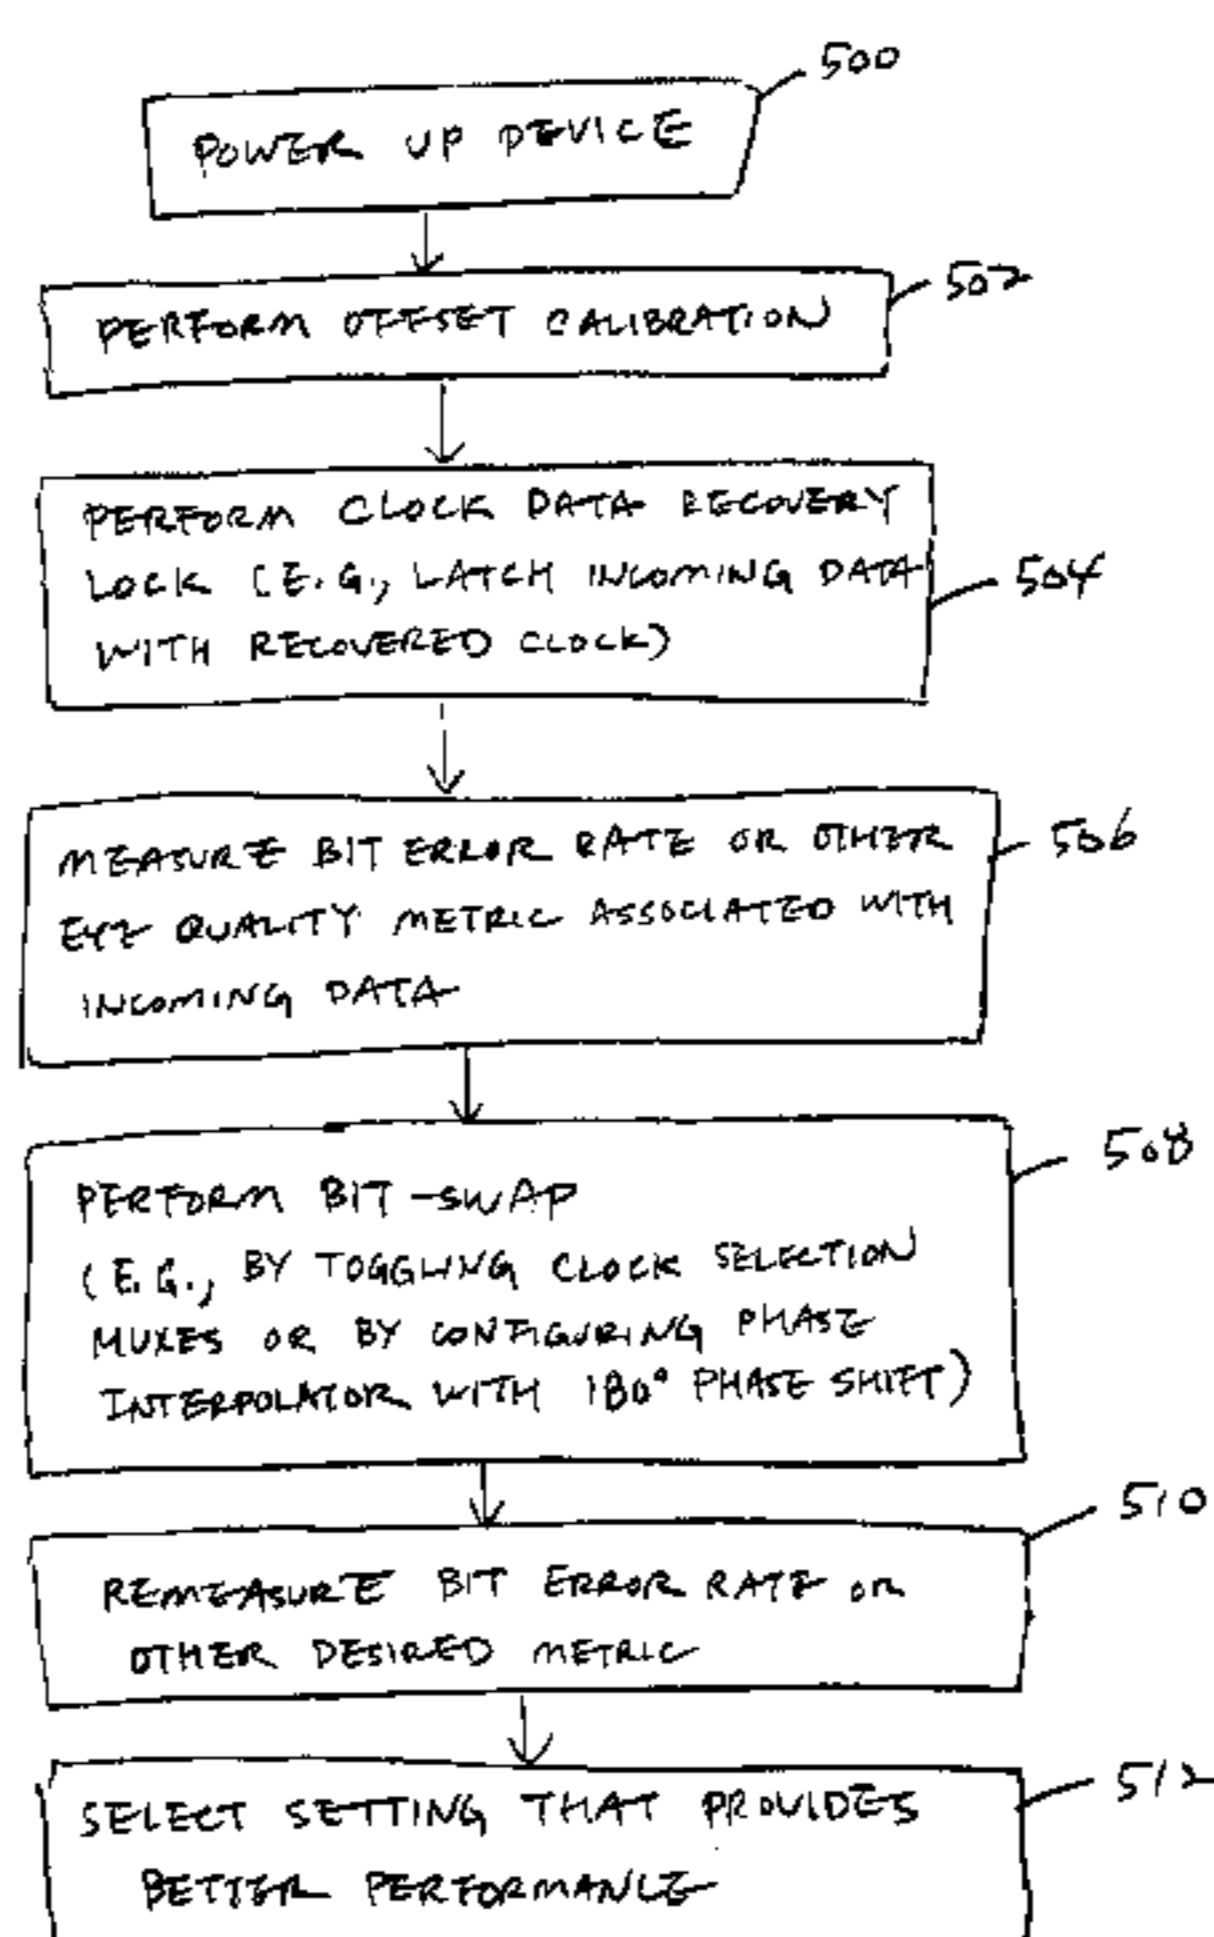 500
POWER UP DEVICE
502
PERFORM OFFSET CALIBRATION
PERFORM CLOCK DATA RECOVERY
LOCK (E.G., LATCH INCOMING DATA
504
WITH RECOVERED CLOCK)
MEASURE BIT ERROR RATE OR OTHER
506
EYE QUALITY METRIC ASSOCIATED WITH
INCOMING DATA
508
PERFORM BIT-SWAP
(E.G., BY TOGGLING CLOCK SELECTION
MUXES OR BY CONFIGURING PHASE
INTERPOLATOR WITH 180° PHASE SHIFT)
510
REMEASURE BIT ERROR RATE OR
OTHER DESIRED METRIC
512
SELECT SETTING THAT PROVIDES
BETTER PERFORMANCE